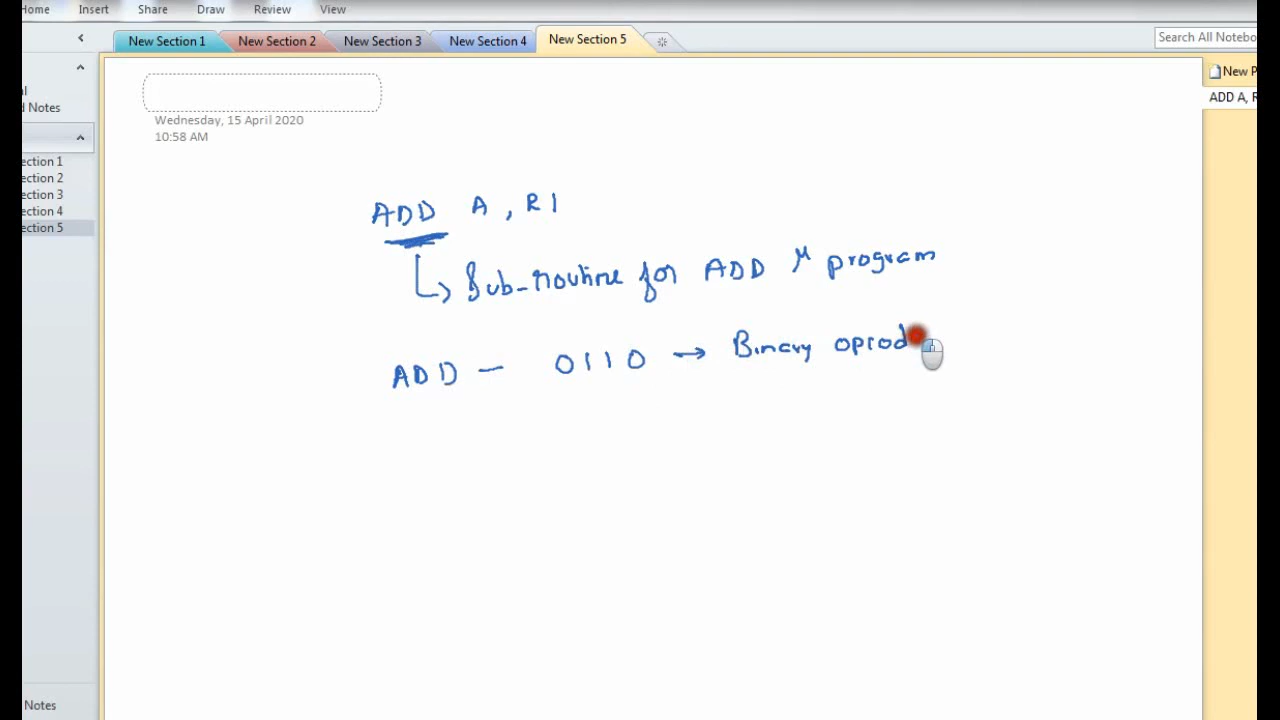 Home Insert Share Draw Review View
New Section 1 New Section 2 New Section 3 New Section 4 New Section 5
Search All Notebo
New P
ADD A, R
d Notes
ection 1
ection 2
ection 3
ection 4
ection 5
Notes
Wednesday, 15 April 2020
10:58 AM
ADD A, R1
Sub-routine for ADD μ program
ADD — 0110 → Binary opcod